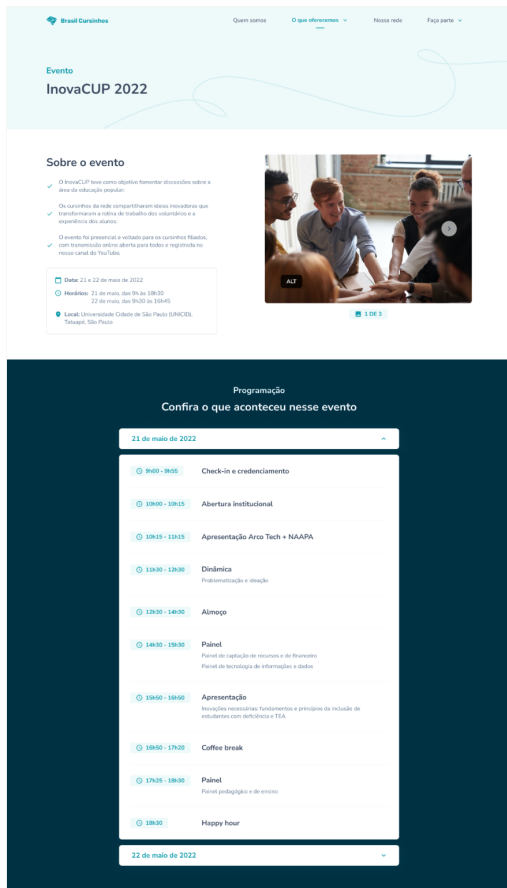 Brasil Cursinhos
Quem somos
O que oferecemos
Nossa rede
Faça parte
Evento
InovaCUP 2022
Sobre o evento
O InovaCUP teve como objetivo fomentar discussões sobre a
área da educação popular.
Os cursinhos da rede compartilharam ideias inovadoras que
transformaram a rotina de trabalho dos voluntários e a
experiência dos alunos.
O evento foi presencial e voltado para os cursinhos filiados,
com transmissão online aberta para todos e registrada no
nosso canal do YouTube.
Data: 21 e 22 de maio de 2022
Horários: 21 de maio, das 9h às 18h30
22 de maio, das 9h30 às 16h45
Local: Universidade Cidade de São Paulo (UNICID),
Tatuapé, São Paulo
ALT
1 DE 3
Programação
Confira o que aconteceu nesse evento
21 de maio de 2022
9h00 - 9h55 Check-in e credenciamento
10h00 - 10h15 Abertura institucional
10h15 - 11h15 Apresentação Arco Tech + NAAPA
11h30 - 12h30 Dinâmica
Problematização e ideação
12h30 - 14h30 Almoço
14h30 - 15h30 Painel
Painel de captação de recursos e de financeiro
Painel de tecnologia de informações e dados
15h50 - 16h50 Apresentação
Inovações necessárias: fundamentos e princípios da inclusão de
estudantes com deficiência e TEA
16h50 - 17h20 Coffee break
17h25 - 18h30 Painel
Painel pedagógico e de ensino
18h30 Happy hour
22 de maio de 2022